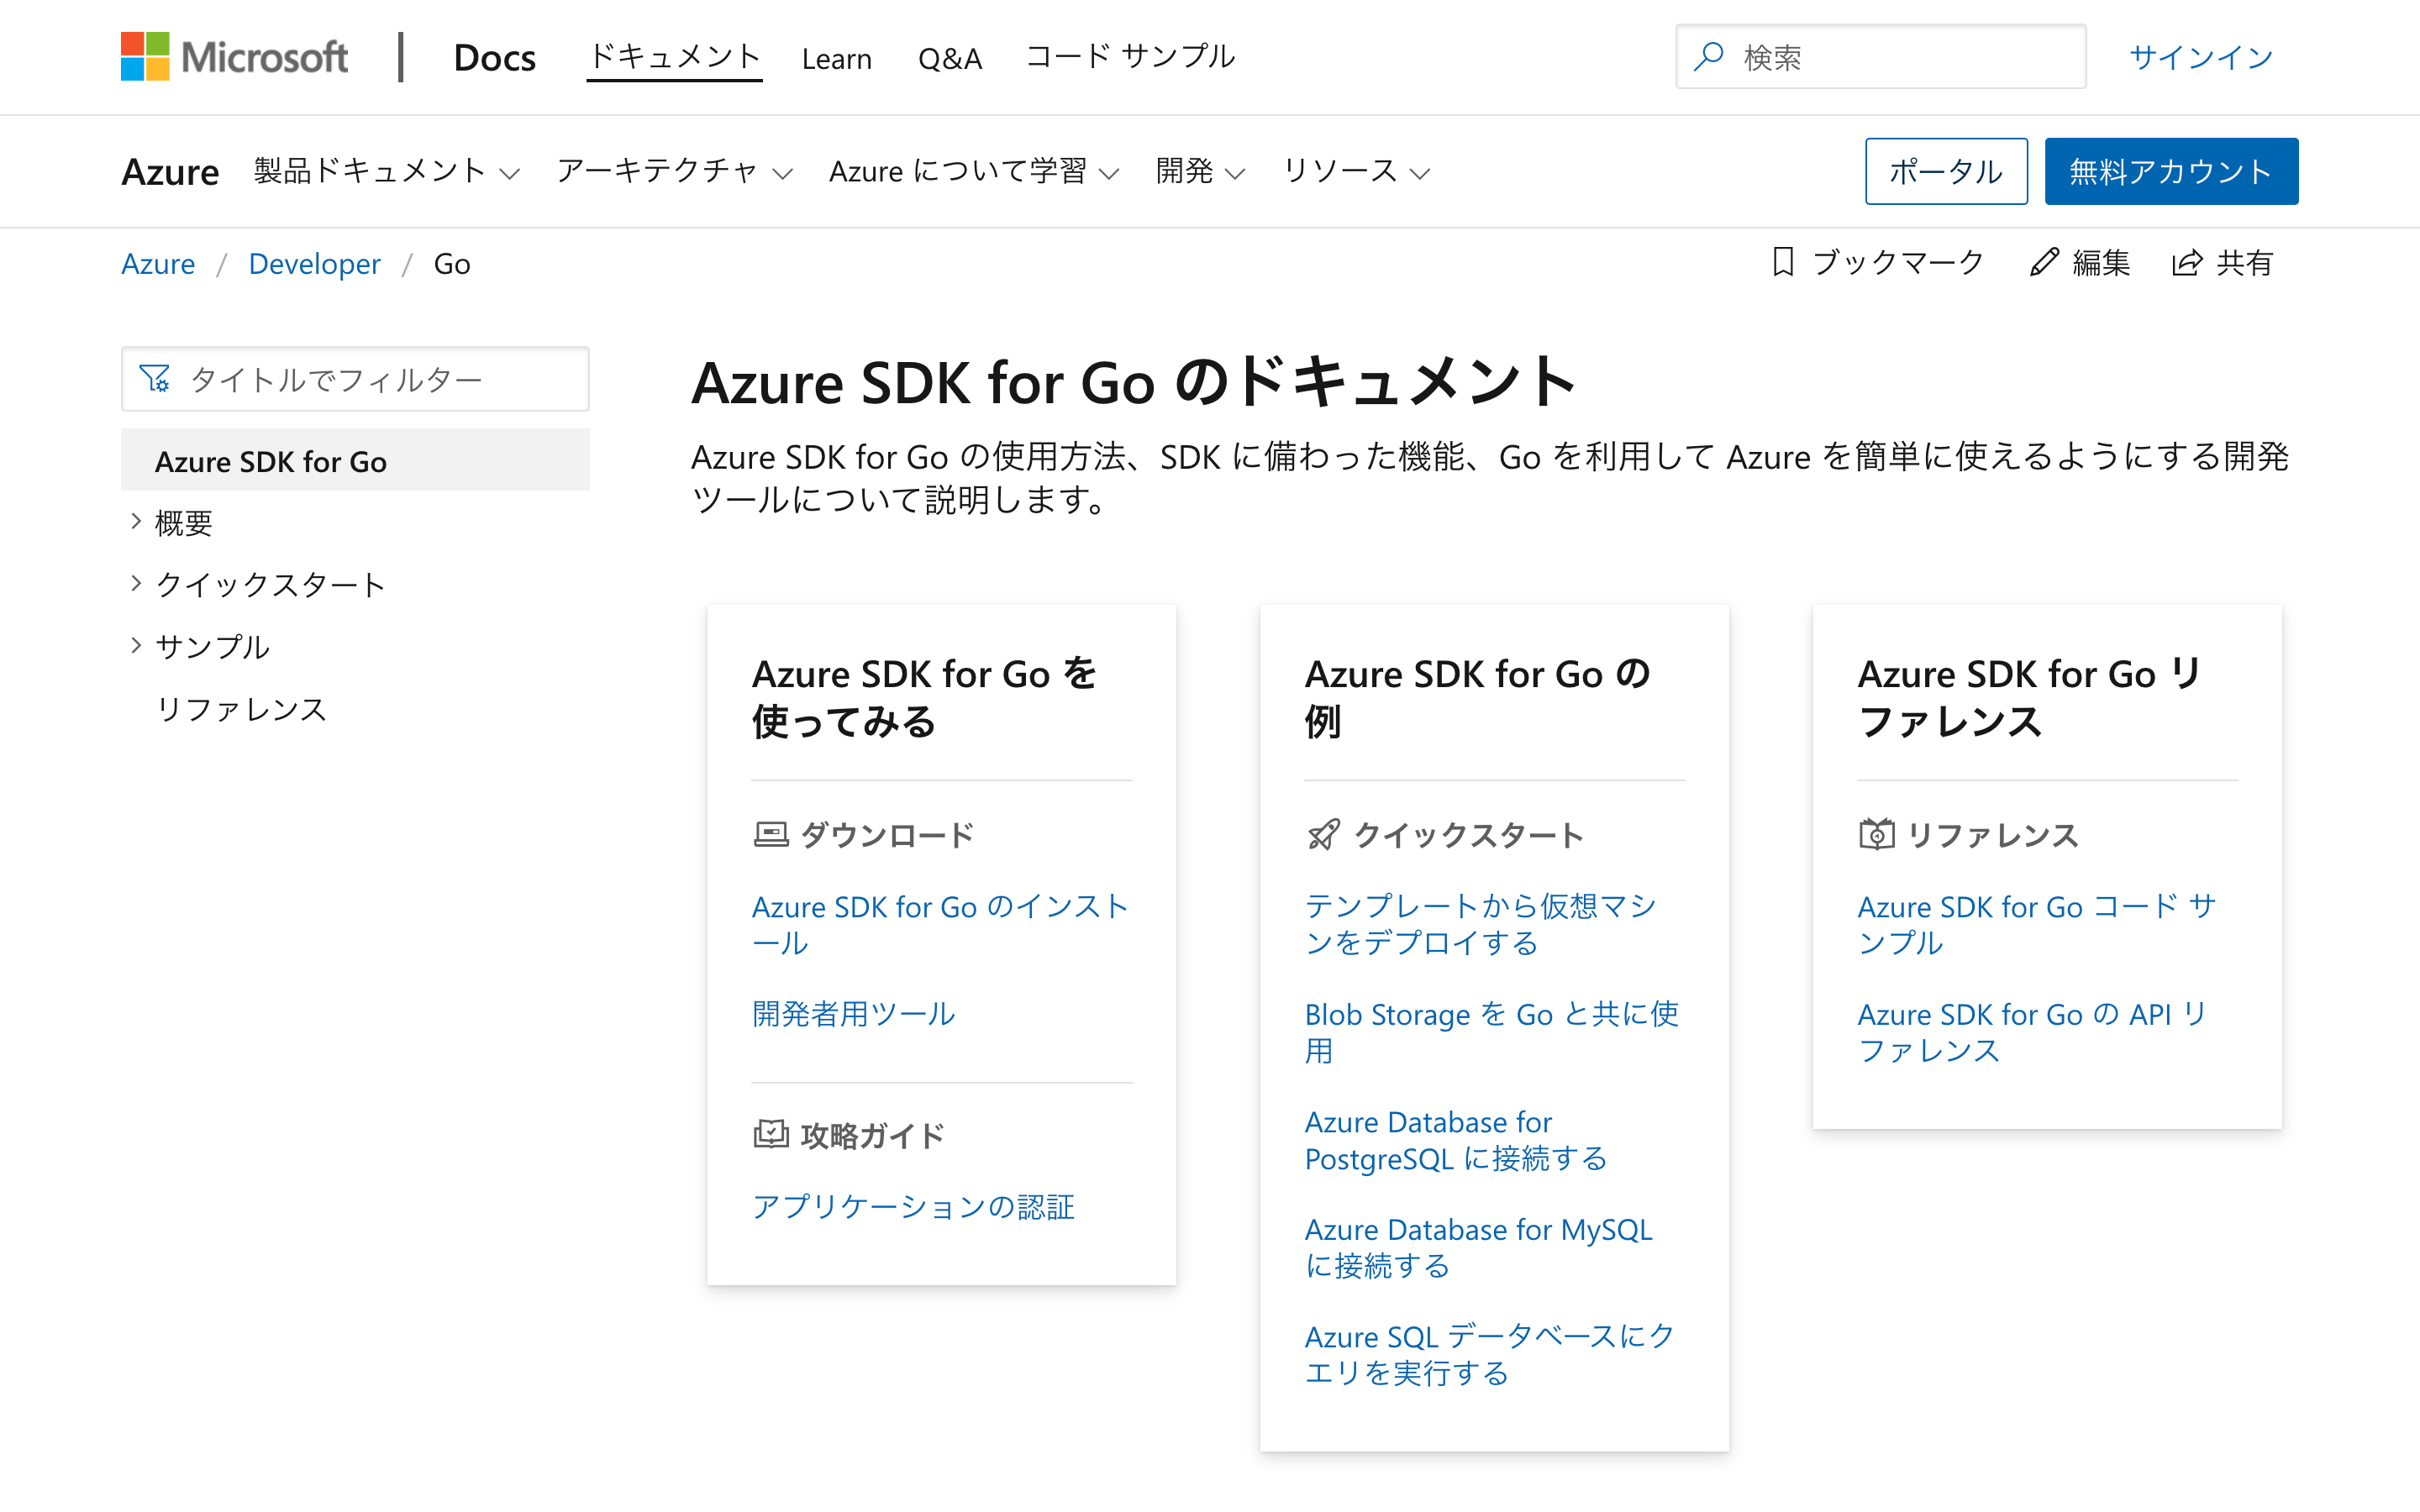 Microsoft
Docs ドキュメント Learn Q&A コード サンプル 検索 サインイン
Azure 製品ドキュメント アーキテクチャ Azure について学習 開発 リソース ポータル 無料アカウント
Azure / Developer / Go ブックマーク 編集 共有
タイトルでフィルター
Azure SDK for Go
概要
クイックスタート
サンプル
リファレンス
Azure SDK for Go のドキュメント
Azure SDK for Go の使用方法、SDK に備わった機能、Go を利用して Azure を簡単に使えるようにする開発
ツールについて説明します。
Azure SDK for Go を
使ってみる
ダウンロード
Azure SDK for Go のインスト
ール
開発者用ツール
攻略ガイド
アプリケーションの認証
Azure SDK for Go の
例
クイックスタート
テンプレートから仮想マシ
ンをデプロイする
Blob Storage を Go と共に使
用
Azure Database for
PostgreSQL に接続する
Azure Database for MySQL
に接続する
Azure SQL データベースにク
エリを実行する
Azure SDK for Go リ
ファレンス
リファレンス
Azure SDK for Go コード サ
ンプル
Azure SDK for Go の API リ
ファレンス